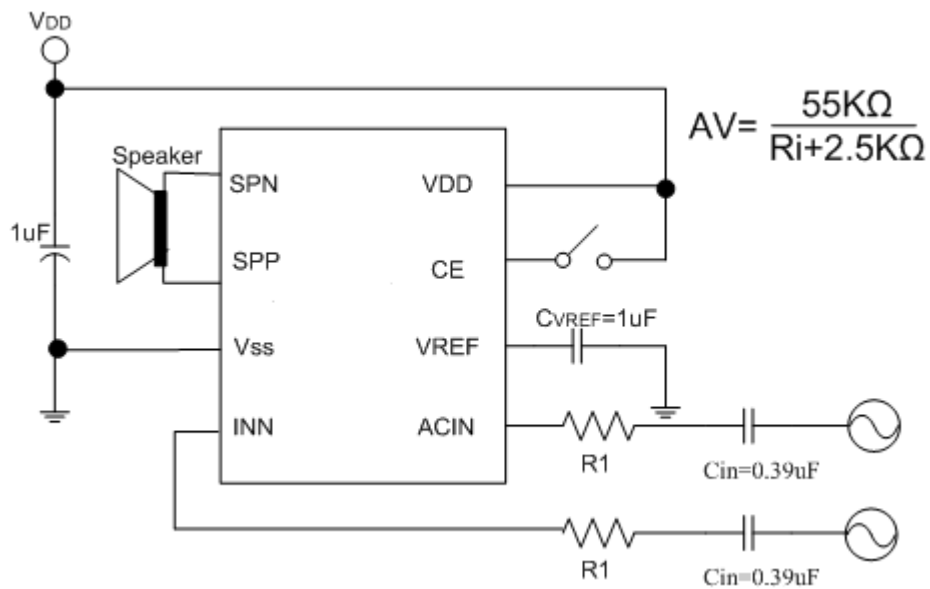 VDD
AV= 55KΩ
Ri+2.5KΩ
Speaker
SPN
VDD
1uF
SPP
CE
CVREF=1uF
Vss
VREF
INN
ACIN
R1
Cin=0.39uF
R1
Cin=0.39uF